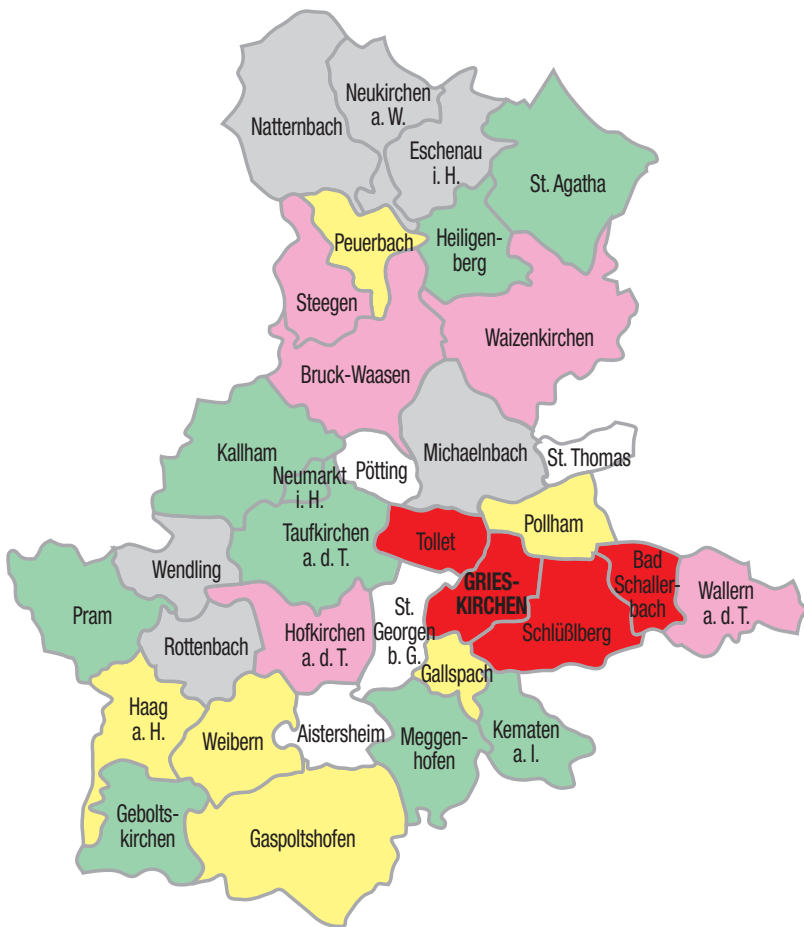 Neukirchen
a. W.
Natternbach
Eschenau
i. H.
St. Agatha
Peuerbach
Heiligen-
berg
Steegen
Waizenkirchen
Bruck-Waasen
Kallham
Neumarkt
i. H.
Pötting
Michaelnbach
St. Thomas
Taufkirchen
a. d. T.
Tollet
Pollham
Wendling
Pram
GRIES-
KIRCHEN
Bad
Schaller-
bach
Wallern
a. d. T.
Rottenbach
Hofkirchen
a. d. T.
St.
Georgen
b. G.
Schlüßlberg
Gallspach
Haag
a. H.
Weibern
Aistersheim
Meggen-
hofen
Kematen
a. I.
Gebolts-
kirchen
Gaspoltshofen